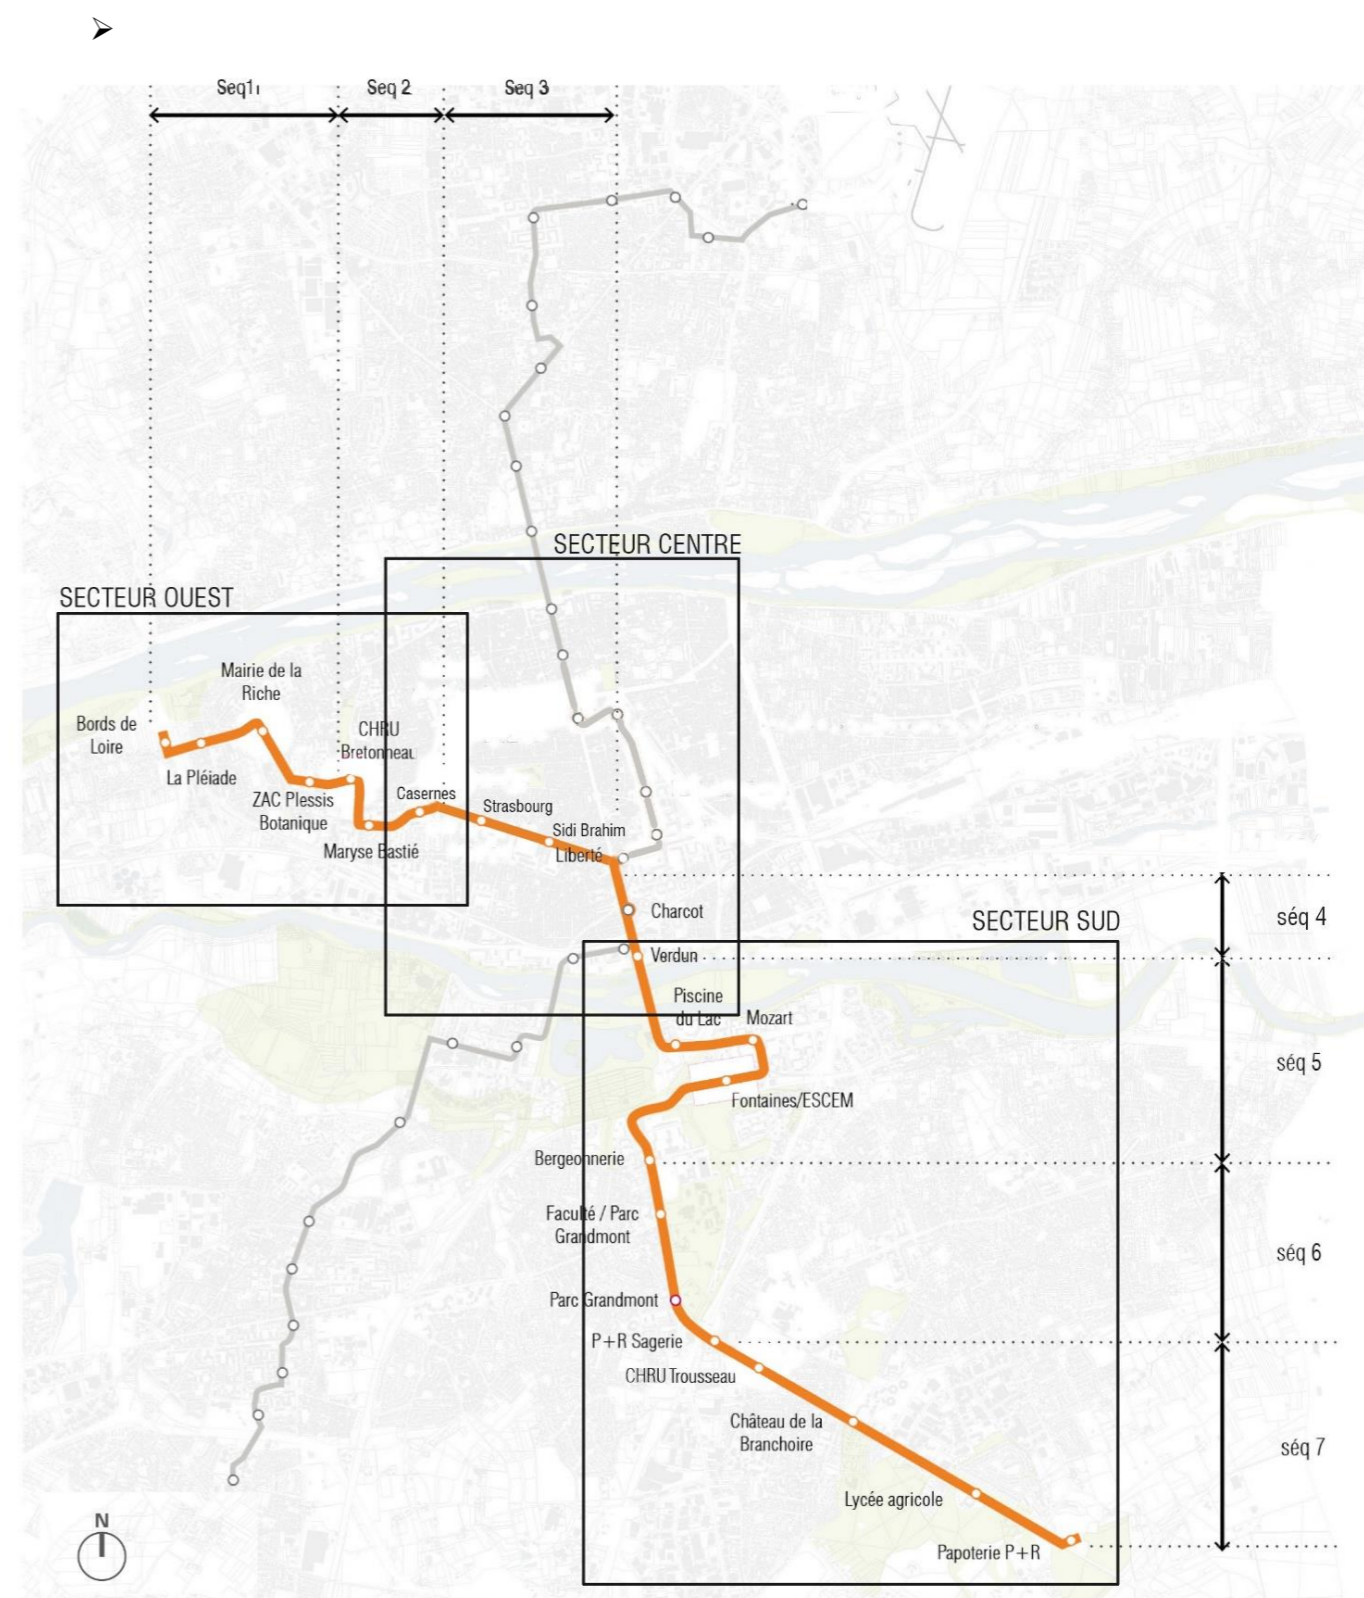 Seq1
Seq 2
Seq 3
SECTEUR CENTRE
SECTEUR OUEST
Mairie de la
Riche
Bords de
Loire
CHRU
Bretonneau
La Pléiade
ZAC Plessis
Botanique
Casernes
Strasbourg
Maryse Bastié
Sidi Brahim
Liberté
Charcot
séq 4
SECTEUR SUD
Verdun
Piscine
du Lac
Mozart
séq 5
Fontaines/ESCEM
Bergeonnerie
Faculté / Parc
Grandmont
séq 6
Parc Grandmont
P+R Sagerie
CHRU Trousseau
Château de la
Branchoire
séq 7
Lycée agricole
Papoterie P+R
N